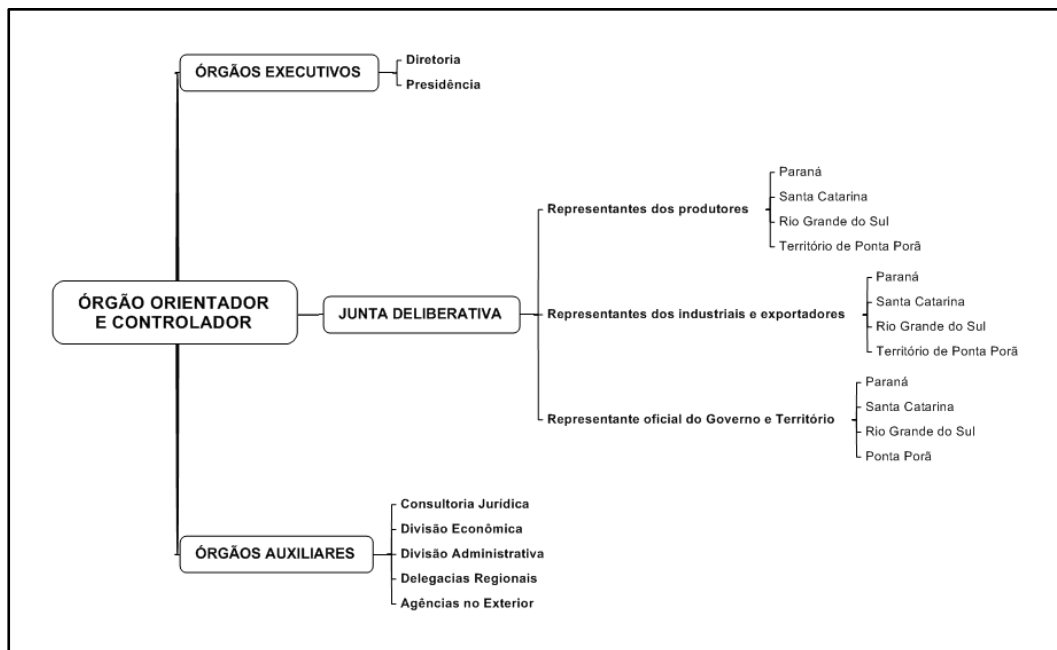 ÓRGÃOS EXECUTIVOS
Diretoria
Presidência
ÓRGÃO ORIENTADOR
E CONTROLADOR
JUNTA DELIBERATIVA
Representantes dos produtores
Paraná
Santa Catarina
Rio Grande do Sul
Território de Ponta Porã
Representantes dos industriais e exportadores
Paraná
Santa Catarina
Rio Grande do Sul
Território de Ponta Porã
Representante oficial do Governo e Território
Paraná
Santa Catarina
Rio Grande do Sul
Ponta Porã
ÓRGÃOS AUXILIARES
Consultoria Jurídica
Divisão Econômica
Divisão Administrativa
Delegacias Regionais
Agências no Exterior